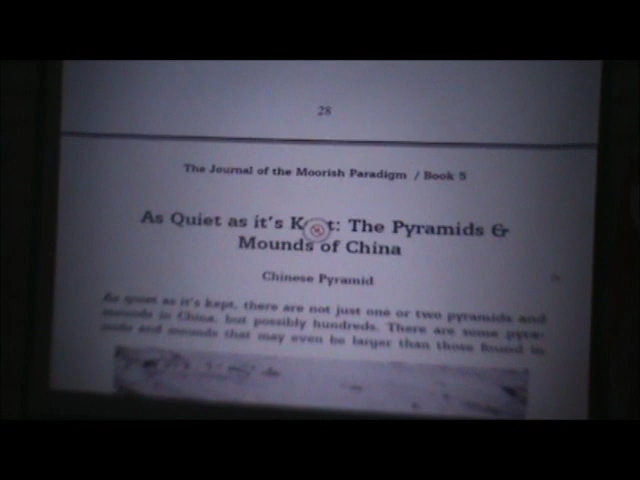 28
The Journal of the Moorish Paradigm / Book 5
As Quiet as it's Kept: The Pyramids &
Mounds of China
Chinese Pyramid
As quiet as it's kept, there are not just one or two pyramids and
mounds in China, but possibly hundreds. There are some pyra-
mids and mounds that may even be larger than those found in